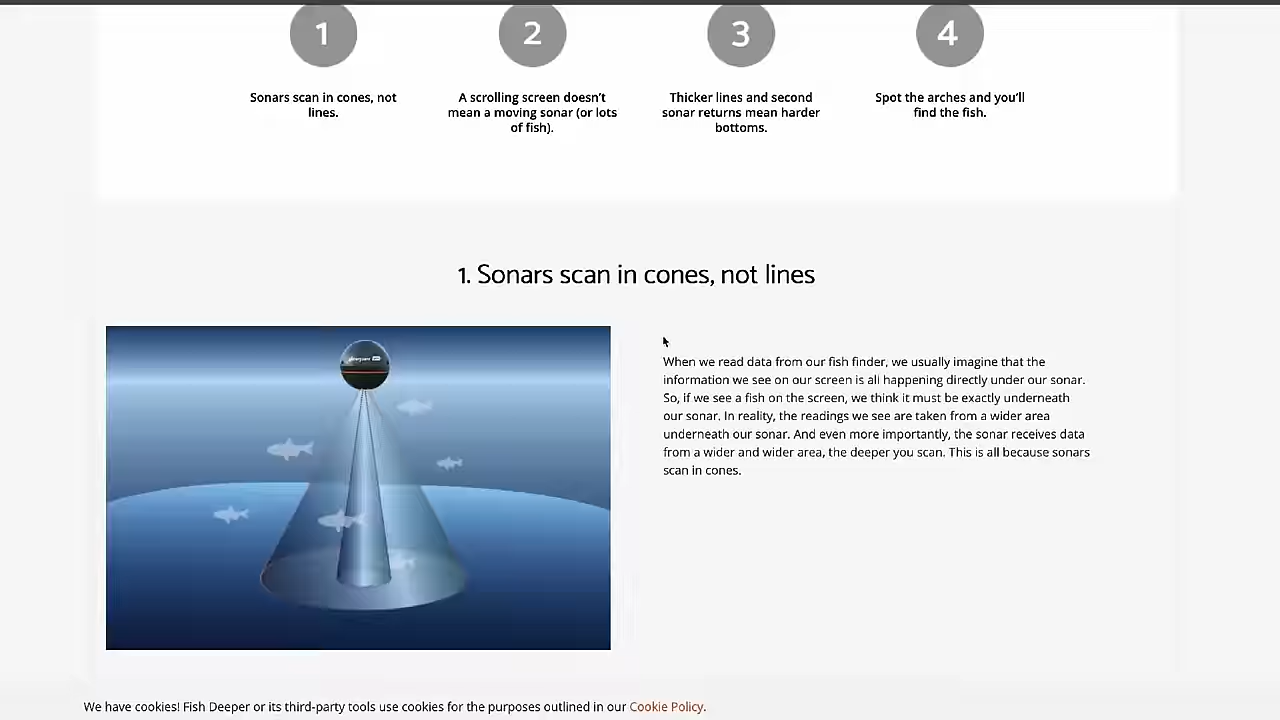 1
2
3
4
Sonars scan in cones, not
lines.
A scrolling screen doesn't
mean a moving sonar (or lots
of fish).
Thicker lines and second
sonar returns mean harder
bottoms.
Spot the arches and you'll
find the fish.
1. Sonars scan in cones, not lines
When we read data from our fish finder, we usually imagine that the
information we see on our screen is all happening directly under our sonar.
So, if we see a fish on the screen, we think it must be exactly underneath
our sonar. In reality, the readings we see are taken from a wider area
underneath our sonar. And even more importantly, the sonar receives data
from a wider and wider area, the deeper you scan. This is all because sonars
scan in cones.
We have cookies! Fish Deeper or its third-party tools use cookies for the purposes outlined in our Cookie Policy.